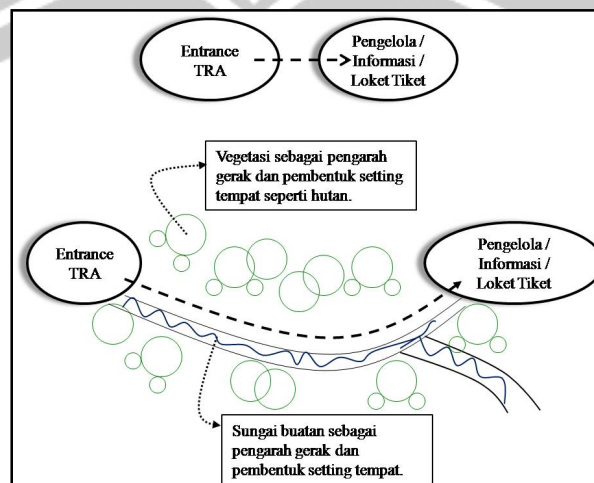 Entrance
TRA
Pengelola /
Informasi /
Loket Tiket
Vegetasi sebagai pengarah
gerak dan pembentuk setting
tempat seperti hutan.
Entrance
TRA
Pengelola /
Informasi /
Loket Tiket
Sungai buatan sebagai
pengarah gerak dan
pembentuk setting tempat.